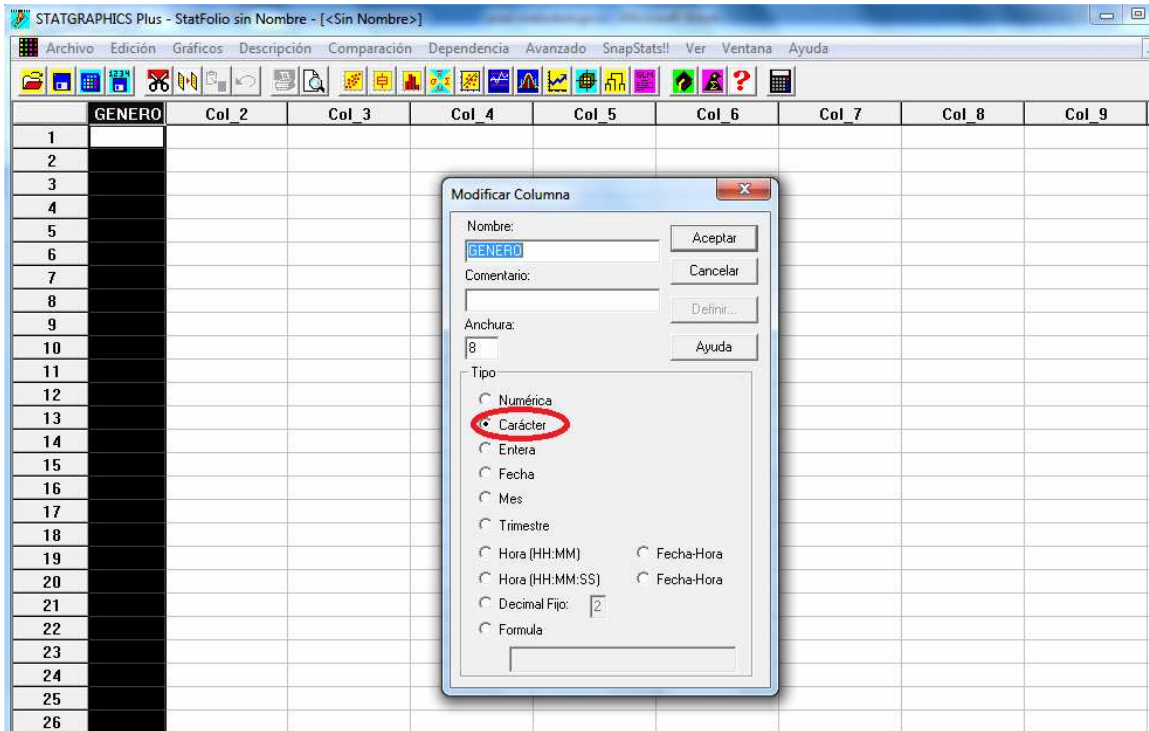 STATGRAPHICS Plus - StatFolio sin Nombre - [<Sin Nombre>]
Archivo Edición Gráficos Descripción Comparación Dependencia Avanzado SnapStats!! Ver Ventana Ayuda
GENERO Col_2 Col_3 Col_4 Col_5 Col_6 Col_7 Col_8 Col_9
1
2
3
4
5
6
7
8
9
10
11
12
13
14
15
16
17
18
19
20
21
22
23
24
25
26
Modificar Columna
Nombre:
GENERO
Comentario:
Anchura:
8
Aceptar
Cancelar
Definir...
Ayuda
Tipo
Numérica
Carácter
Entera
Fecha
Mes
Trimestre
Hora (HH:MM) Fecha-Hora
Hora (HH:MM:SS) Fecha-Hora
Decimal Fijo: 2
Formula